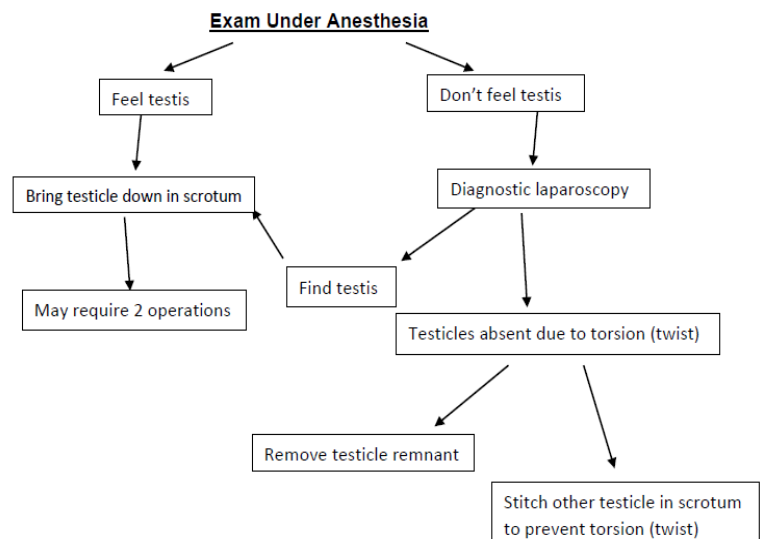 Exam Under Anesthesia
Feel testis
Don’t feel testis
Bring testicle down in scrotum
Diagnostic laparoscopy
Find testis
May require 2 operations
Testicles absent due to torsion (twist)
Remove testicle remnant
Stitch other testicle in scrotum
to prevent torsion (twist)